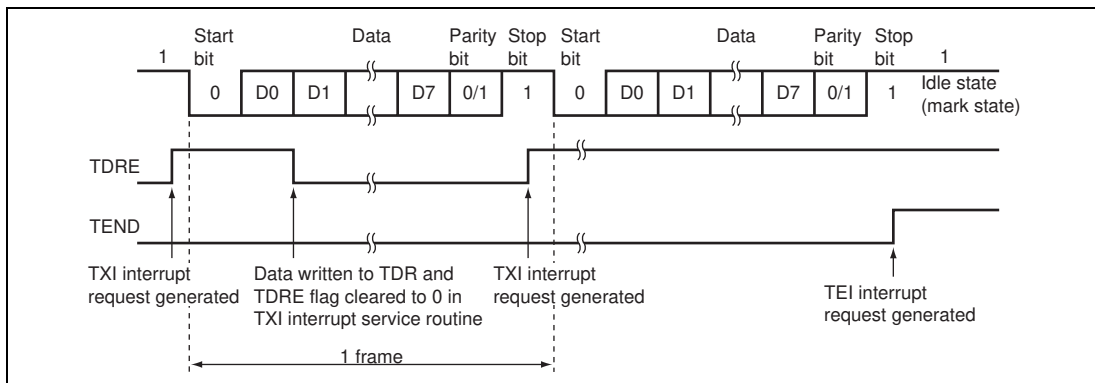 Start Data Parity Stop Start Data Parity Stop
1 bit bit bit bit bit bit 1
0 D0 D1 D7 0/1 1 0 D0 D1 D7 0/1 1 Idle state
(mark state)
TDRE
TEND
TXI interrupt
request generated
Data written to TDR and
TDRE flag cleared to 0 in
TXI interrupt service routine
TXI interrupt
request generated
TEI interrupt
request generated
1 frame